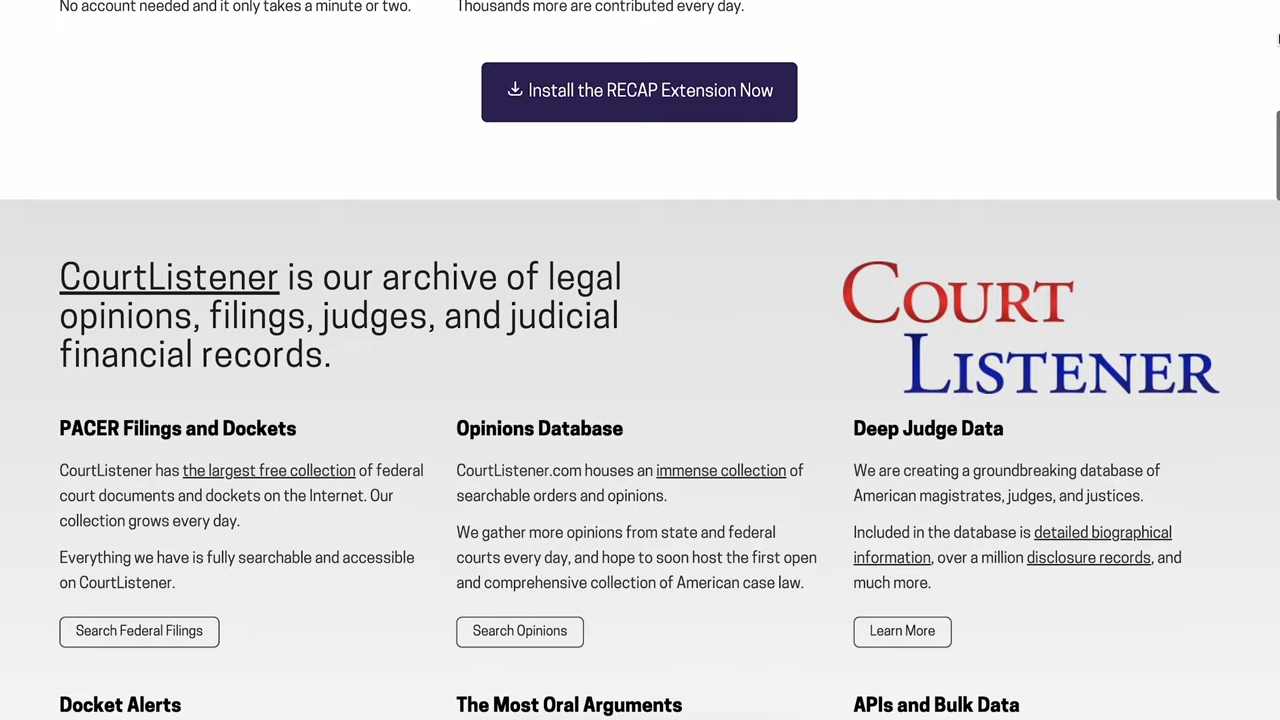 No account needed and it only takes a minute or two.
Thousands more are contributed every day.
Install the RECAP Extension Now
CourtListener is our archive of legal
opinions, filings, judges, and judicial
financial records.
COURT
LISTENER
PACER Filings and Dockets
CourtListener has the largest free collection of federal
court documents and dockets on the Internet. Our
collection grows every day.
Everything we have is fully searchable and accessible
on CourtListener.
Search Federal Filings
Opinions Database
CourtListener.com houses an immense collection of
searchable orders and opinions.
We gather more opinions from state and federal
courts every day, and hope to soon host the first open
and comprehensive collection of American case law.
Search Opinions
Deep Judge Data
We are creating a groundbreaking database of
American magistrates, judges, and justices.
Included in the database is detailed biographical
information, over a million disclosure records, and
much more.
Learn More
Docket Alerts
The Most Oral Arguments
APIs and Bulk Data